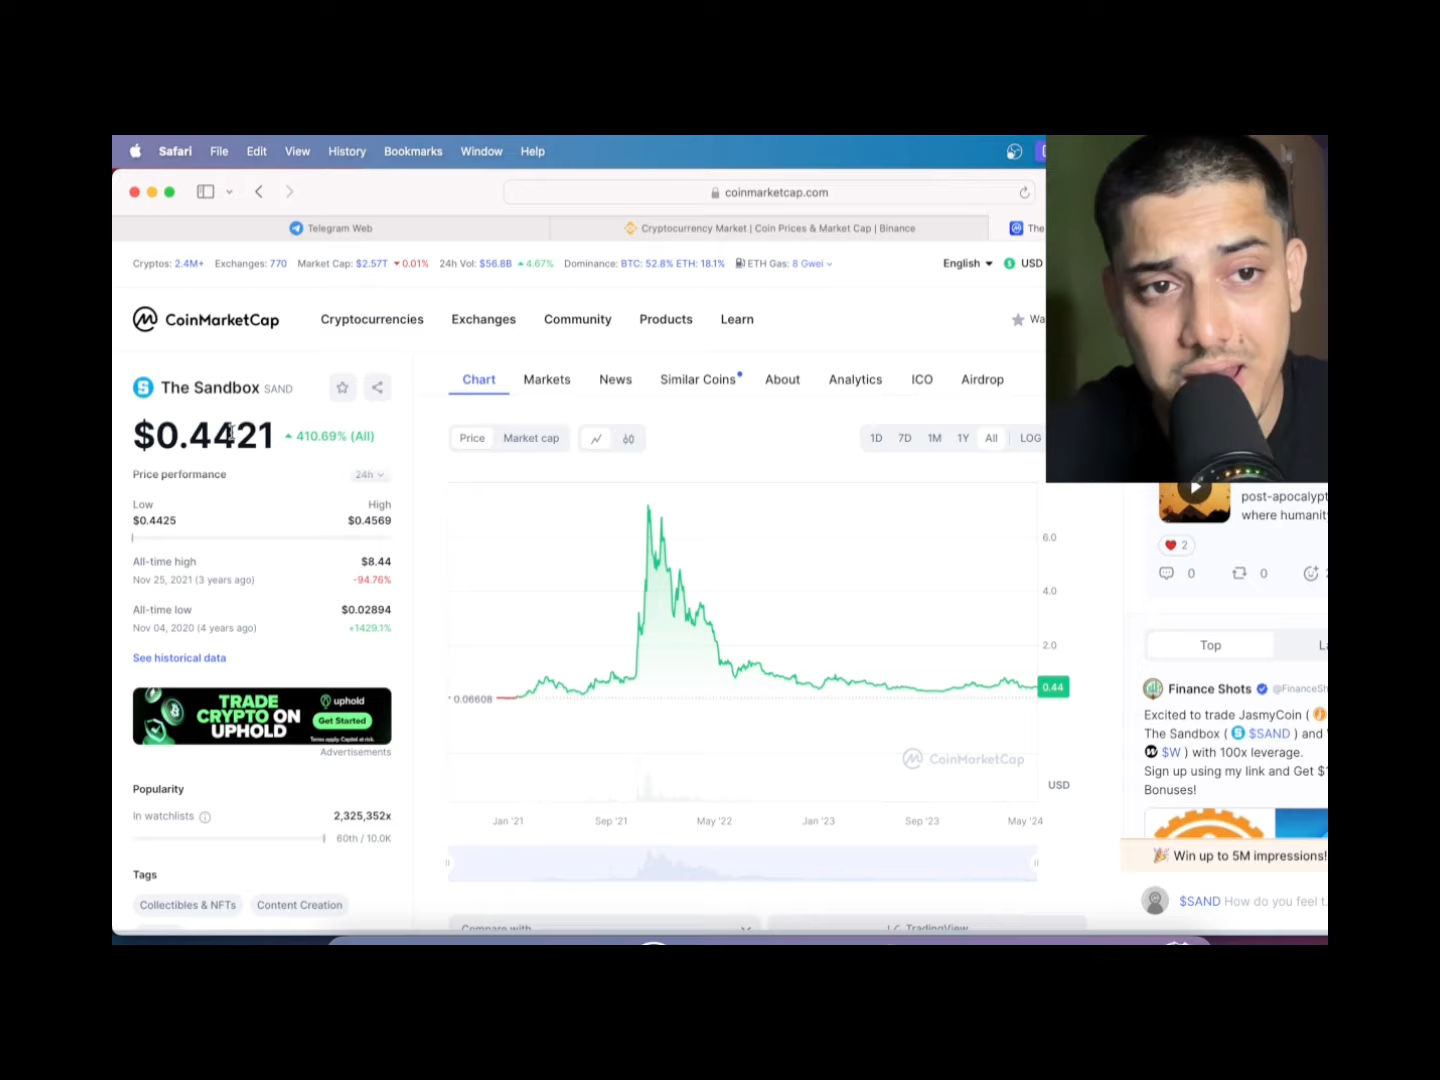 Safari File Edit View History Bookmarks Window Help
coinmarketcap.com
Telegram Web
Cryptocurrency Market | Coin Prices & Market Cap | Binance
The
Cryptos: 2.4M+ Exchanges: 770 Market Cap: $2.57T 0.01% 24h Vol: $56.8B 4.67% Dominance: BTC: 52.8% ETH: 18.1% ETH Gas: 8 Gwei
English USD
CoinMarketCap
Cryptocurrencies Exchanges Community Products Learn
The Sandbox SAND
$0.4421 410.69% (All)
Price performance 24h
Low High
$0.4425 $0.4569
All-time high $8.44
Nov 25, 2021 (3 years ago) -94.76%
All-time low $0.02894
Nov 04, 2020 (4 years ago) +1429.1%
See historical data
TRADE
CRYPTO ON
UPHOLD
uphold
Get Started
Terms apply. Capital at risk.
Advertisements
Popularity
In watchlists 2,325,352x
60th / 10.0K
Tags
Collectibles & NFTs Content Creation
Chart Markets News Similar Coins About Analytics ICO Airdrop
Price Market cap
1D 7D 1M 1Y All LOG
6.0
4.0
2.0
0.44
0.06608
CoinMarketCap
USD
Jan '21 Sep '21 May '22 Jan '23 Sep '23 May '24
Compare with
TradingView
post-apocalypt
where humanit
2
0 0
Top
Finance Shots @FinanceSh
Excited to trade JasmyCoin (
The Sandbox ( $SAND ) and
$W ) with 100x leverage.
Sign up using my link and Get $
Bonuses!
Win up to 5M impressions!
$SAND How do you feel t